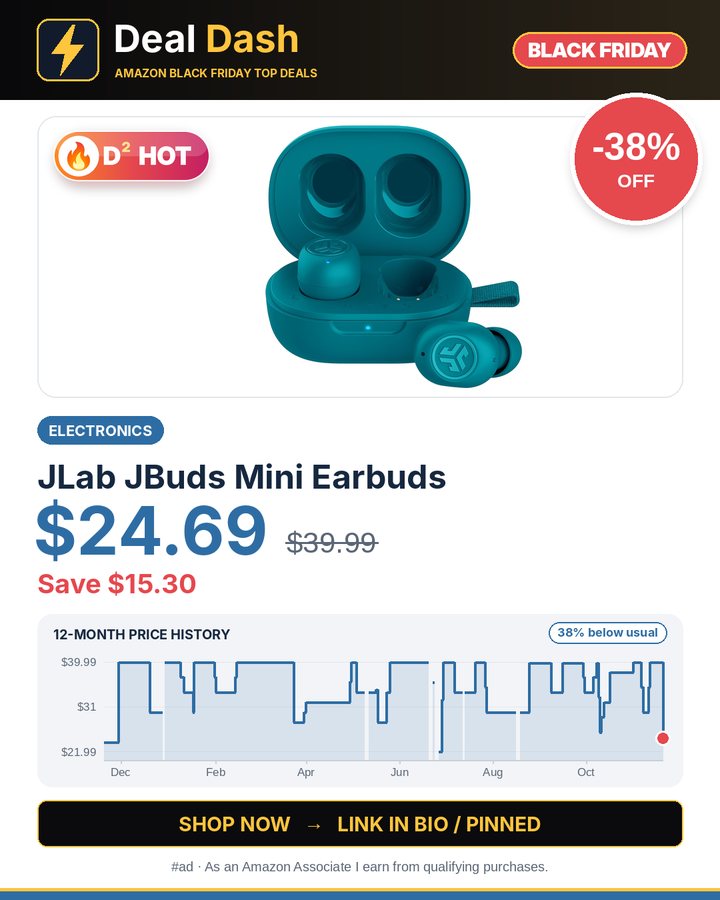 Deal Dash
AMAZON BLACK FRIDAY TOP DEALS
BLACK FRIDAY
🔥 D² HOT
-38%
OFF
ELECTRONICS
JLab JBuds Mini Earbuds
$24.69 $39.99
Save $15.30
12-MONTH PRICE HISTORY
38% below usual
$39.99
$31
$21.99
Dec Feb Apr Jun Aug Oct
SHOP NOW → LINK IN BIO / PINNED
#ad · As an Amazon Associate I earn from qualifying purchases.